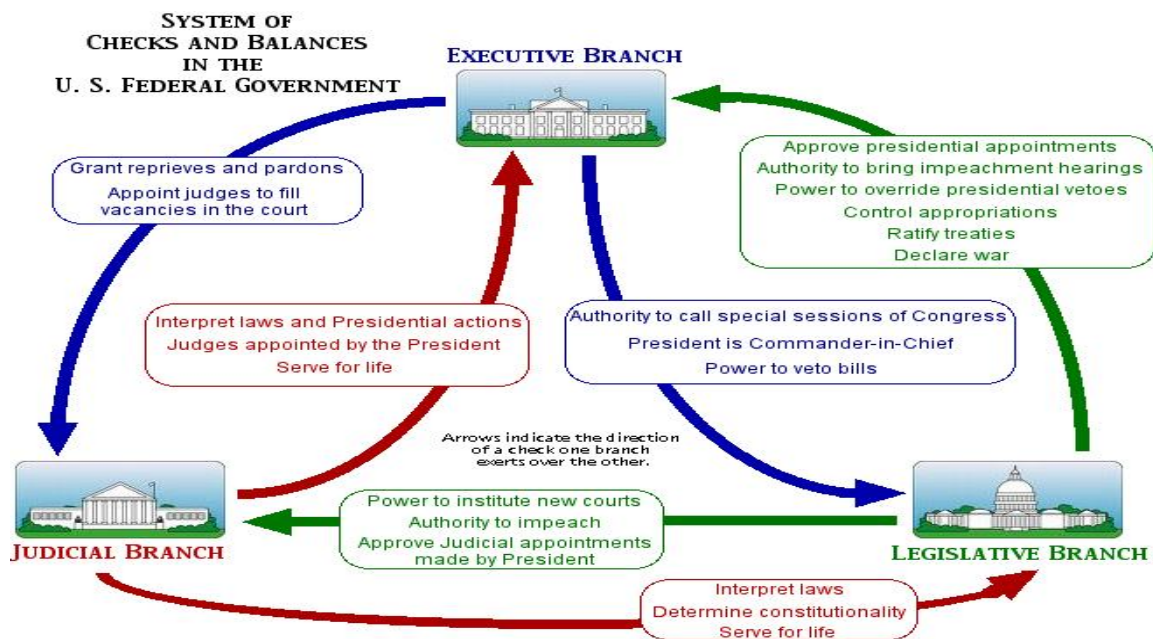 SYSTEM OF
CHECKS AND BALANCES
IN THE
U. S. FEDERAL GOVERNMENT
EXECUTIVE BRANCH
Grant reprieves and pardons
Appoint judges to fill
vacancies in the court
Approve presidential appointments
Authority to bring impeachment hearings
Power to override presidential vetoes
Control appropriations
Ratify treaties
Declare war
Interpret laws and Presidential actions
Judges appointed by the President
Serve for life
Authority to call special sessions of Congress
President is Commander-in-Chief
Power to veto bills
Arrows indicate the direction
of a check one branch
exerts over the other.
JUDICIAL BRANCH
Power to institute new courts
Authority to impeach
Approve Judicial appointments
made by President
LEGISLATIVE BRANCH
Interpret laws
Determine constitutionality
Serve for life